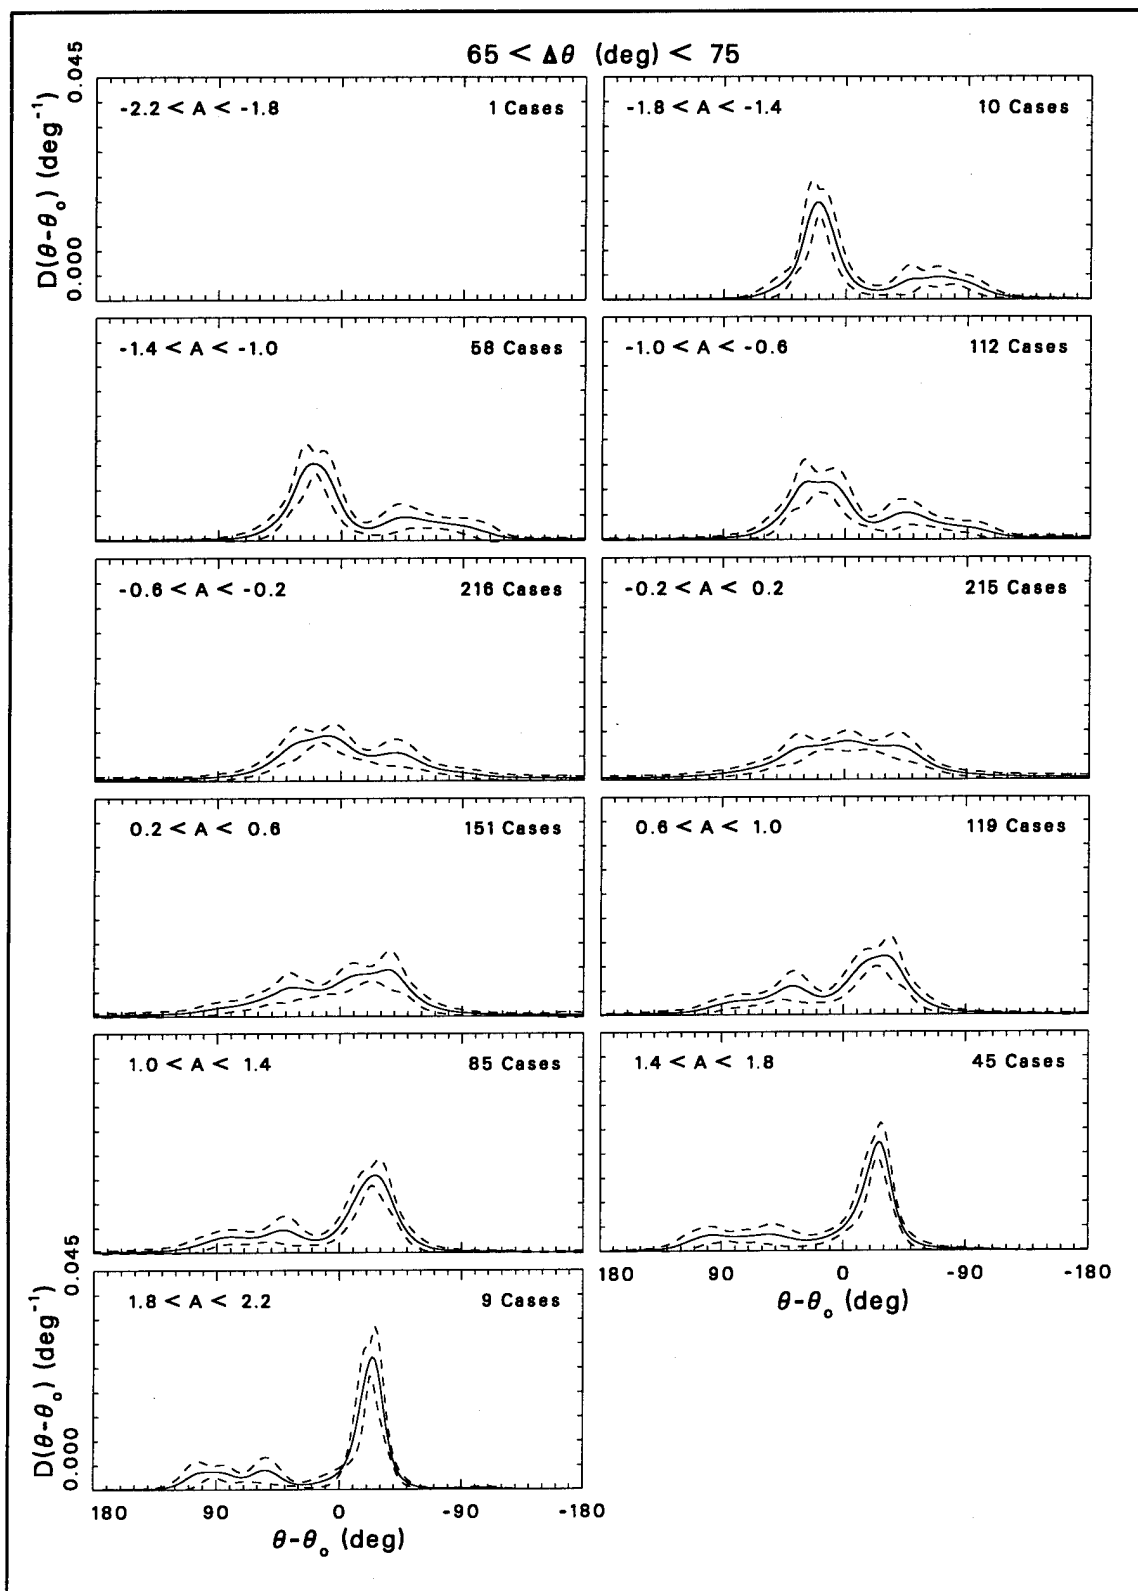 65 < Δθ (deg) < 75
0.045
0.000
D(θ-θₒ) (deg⁻¹)
-2.2 < A < -1.8 1 Cases
-1.8 < A < -1.4 10 Cases
-1.4 < A < -1.0 58 Cases
-1.0 < A < -0.6 112 Cases
-0.6 < A < -0.2 216 Cases
-0.2 < A < 0.2 215 Cases
0.2 < A < 0.6 151 Cases
0.6 < A < 1.0 119 Cases
1.0 < A < 1.4 85 Cases
1.4 < A < 1.8 45 Cases
180 90 0 -90 -180
θ-θₒ (deg)
0.045
0.000
D(θ-θₒ) (deg⁻¹)
1.8 < A < 2.2 9 Cases
180 90 0 -90 -180
θ-θₒ (deg)